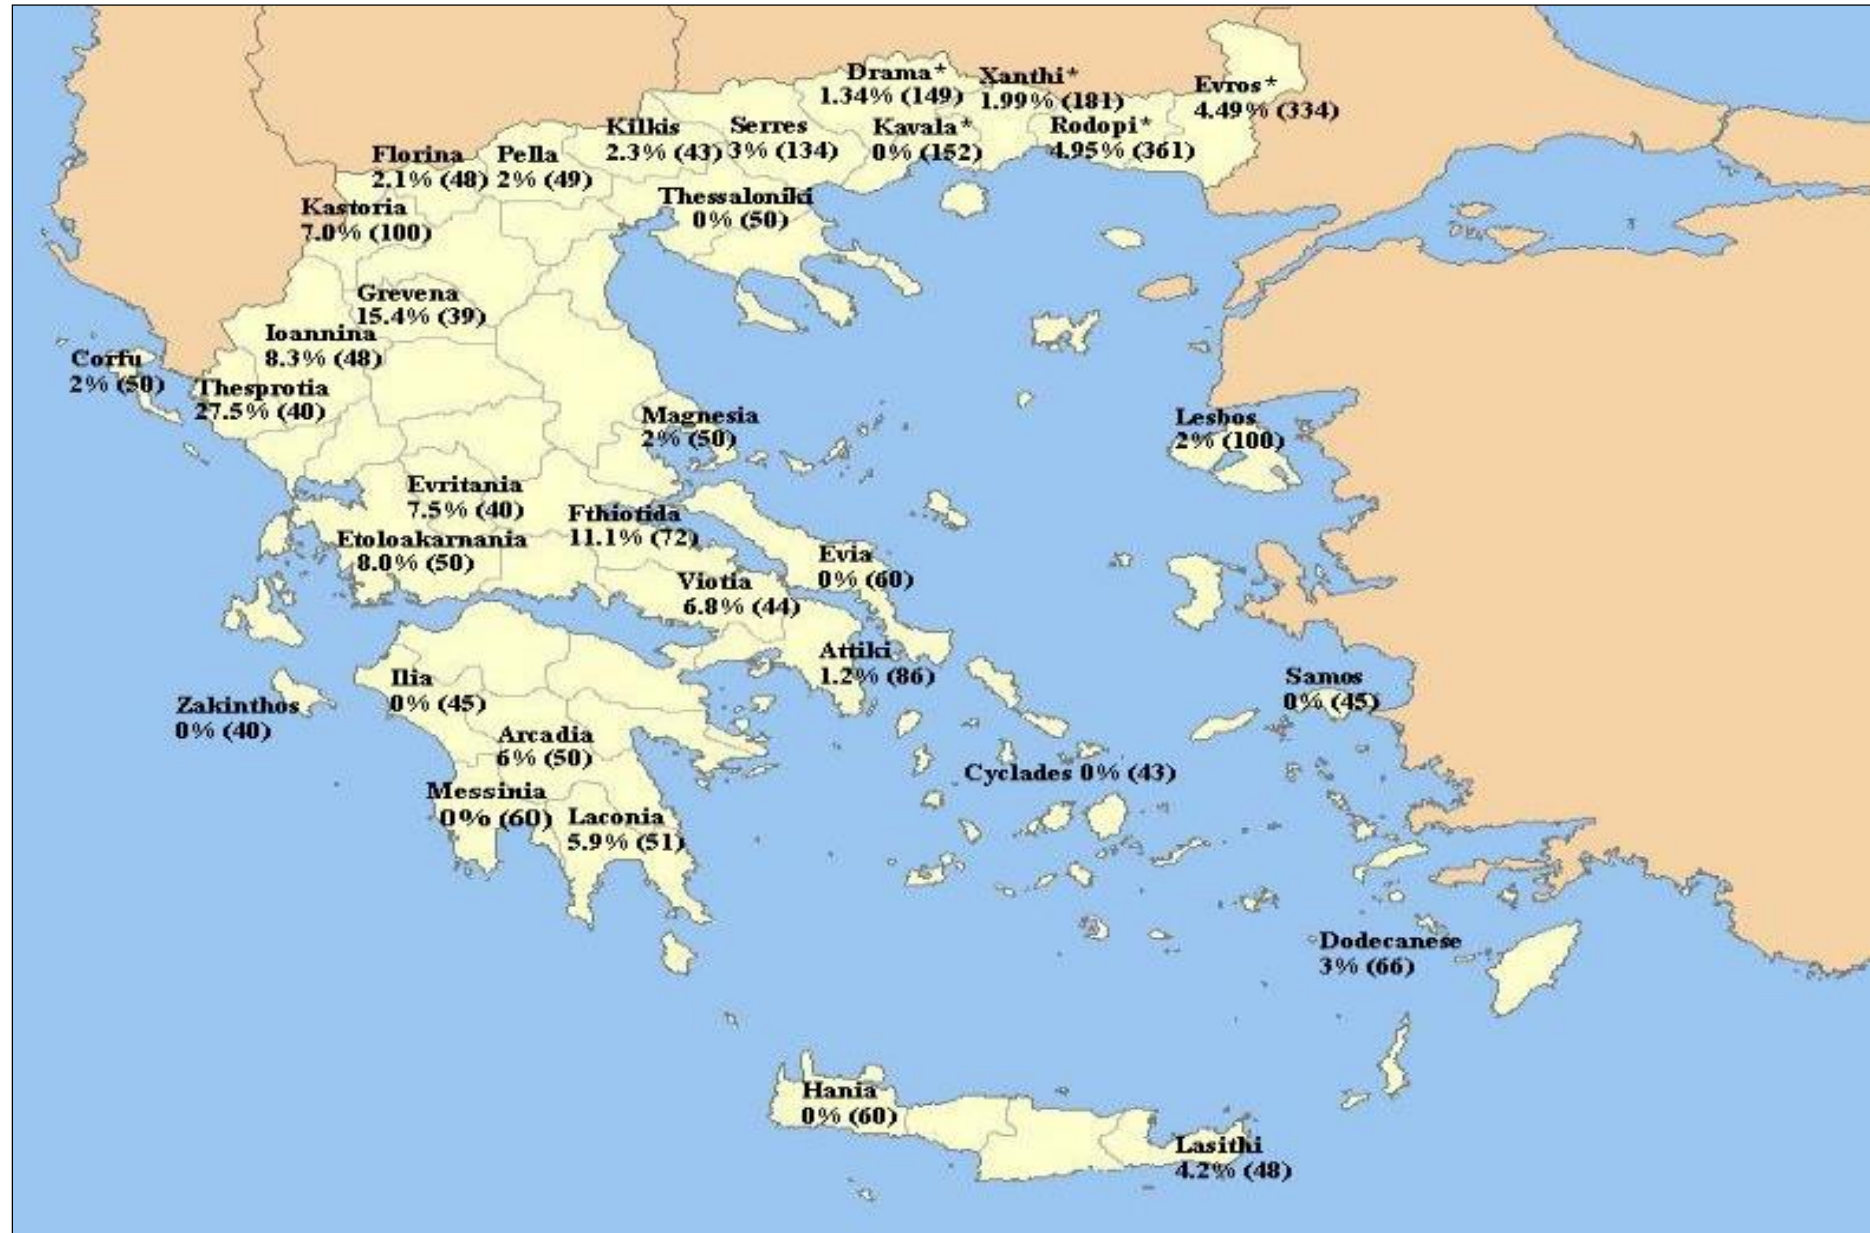 Drama*
1.34% (149)
Xanthi*
1.99% (181)
Evros*
4.49% (334)
Kilkis
2.3% (43)
Serres
3% (134)
Kavala*
0% (152)
Rodopi*
4.95% (361)
Florina
2.1% (48)
Pella
2% (49)
Thessaloniki
0% (50)
Kastoria
7.0% (100)
Grevena
15.4% (39)
Ioannina
8.3% (48)
Corfu
2% (50)
Thesprotia
27.5% (40)
Magnesia
2% (50)
Lesbos
2% (100)
Evritania
7.5% (40)
Fthiotida
11.1% (72)
Etoloakarnania
8.0% (50)
Evia
0% (60)
Viotia
6.8% (44)
Attiki
1.2% (86)
Ilia
0% (45)
Samos
0% (45)
Zakinthos
0% (40)
Arcadia
6% (50)
Cyclades 0% (43)
Messinia
0% (60)
Laconia
5.9% (51)
Dodecanese
3% (66)
Hania
0% (60)
Lasithi
4.2% (48)